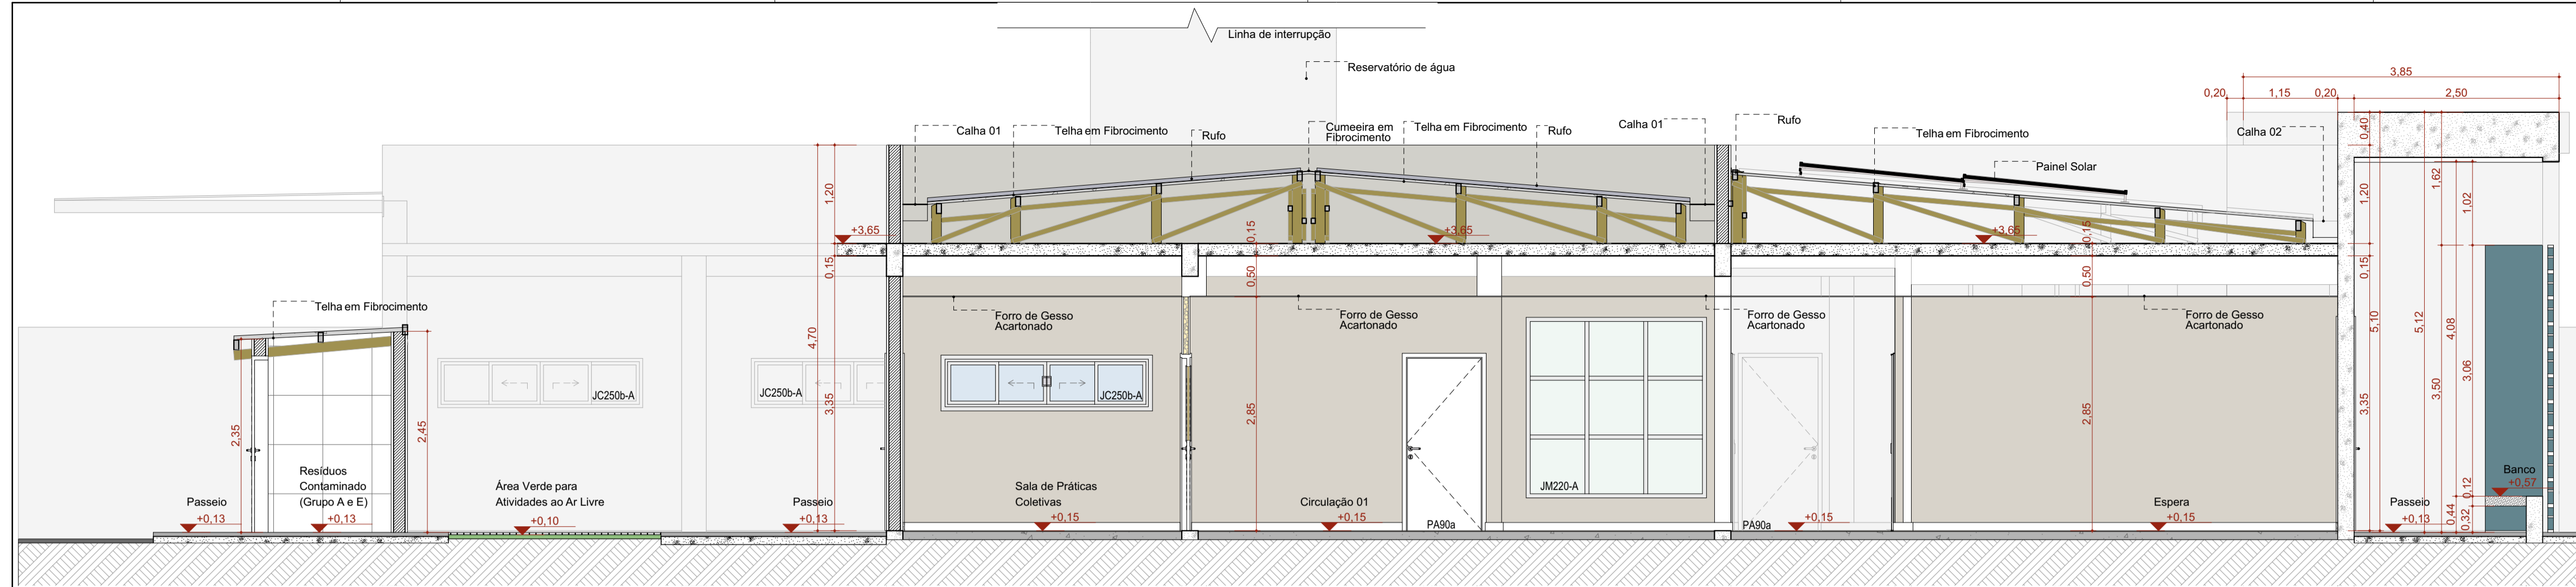 Linha de interrupção
Reservatório de água
3,85
0,20
1,15
0,20
2,50
Calha 01
Telha em Fibrocimento
Rufo
Cumeeira em
Fibrocimento
Telha em Fibrocimento
Rufo
Calha 01
Rufo
Telha em Fibrocimento
Painel Solar
Calha 02
0,40
1,20
+3,65
0,15
+3,65
+3,65
0,15
1,20
1,62
1,02
0,15
0,50
0,50
0,15
Telha em Fibrocimento
Forro de Gesso
Acartonado
Forro de Gesso
Acartonado
Forro de Gesso
Acartonado
Forro de Gesso
Acartonado
4,70
3,35
5,10
5,12
4,08
3,50
3,06
3,35
JC250b-A
JC250b-A
JC250b-A
2,35
2,45
2,85
2,85
Resíduos
Contaminado
(Grupo A e E)
Passeio
+0,13
+0,13
Área Verde para
Atividades ao Ar Livre
+0,10
Passeio
+0,13
Sala de Práticas
Coletivas
+0,15
Circulação 01
+0,15
PA90a
JM220-A
PA90a
+0,15
Espera
+0,15
Passeio
+0,13
0,44
0,12
0,32
Banco
+0,57